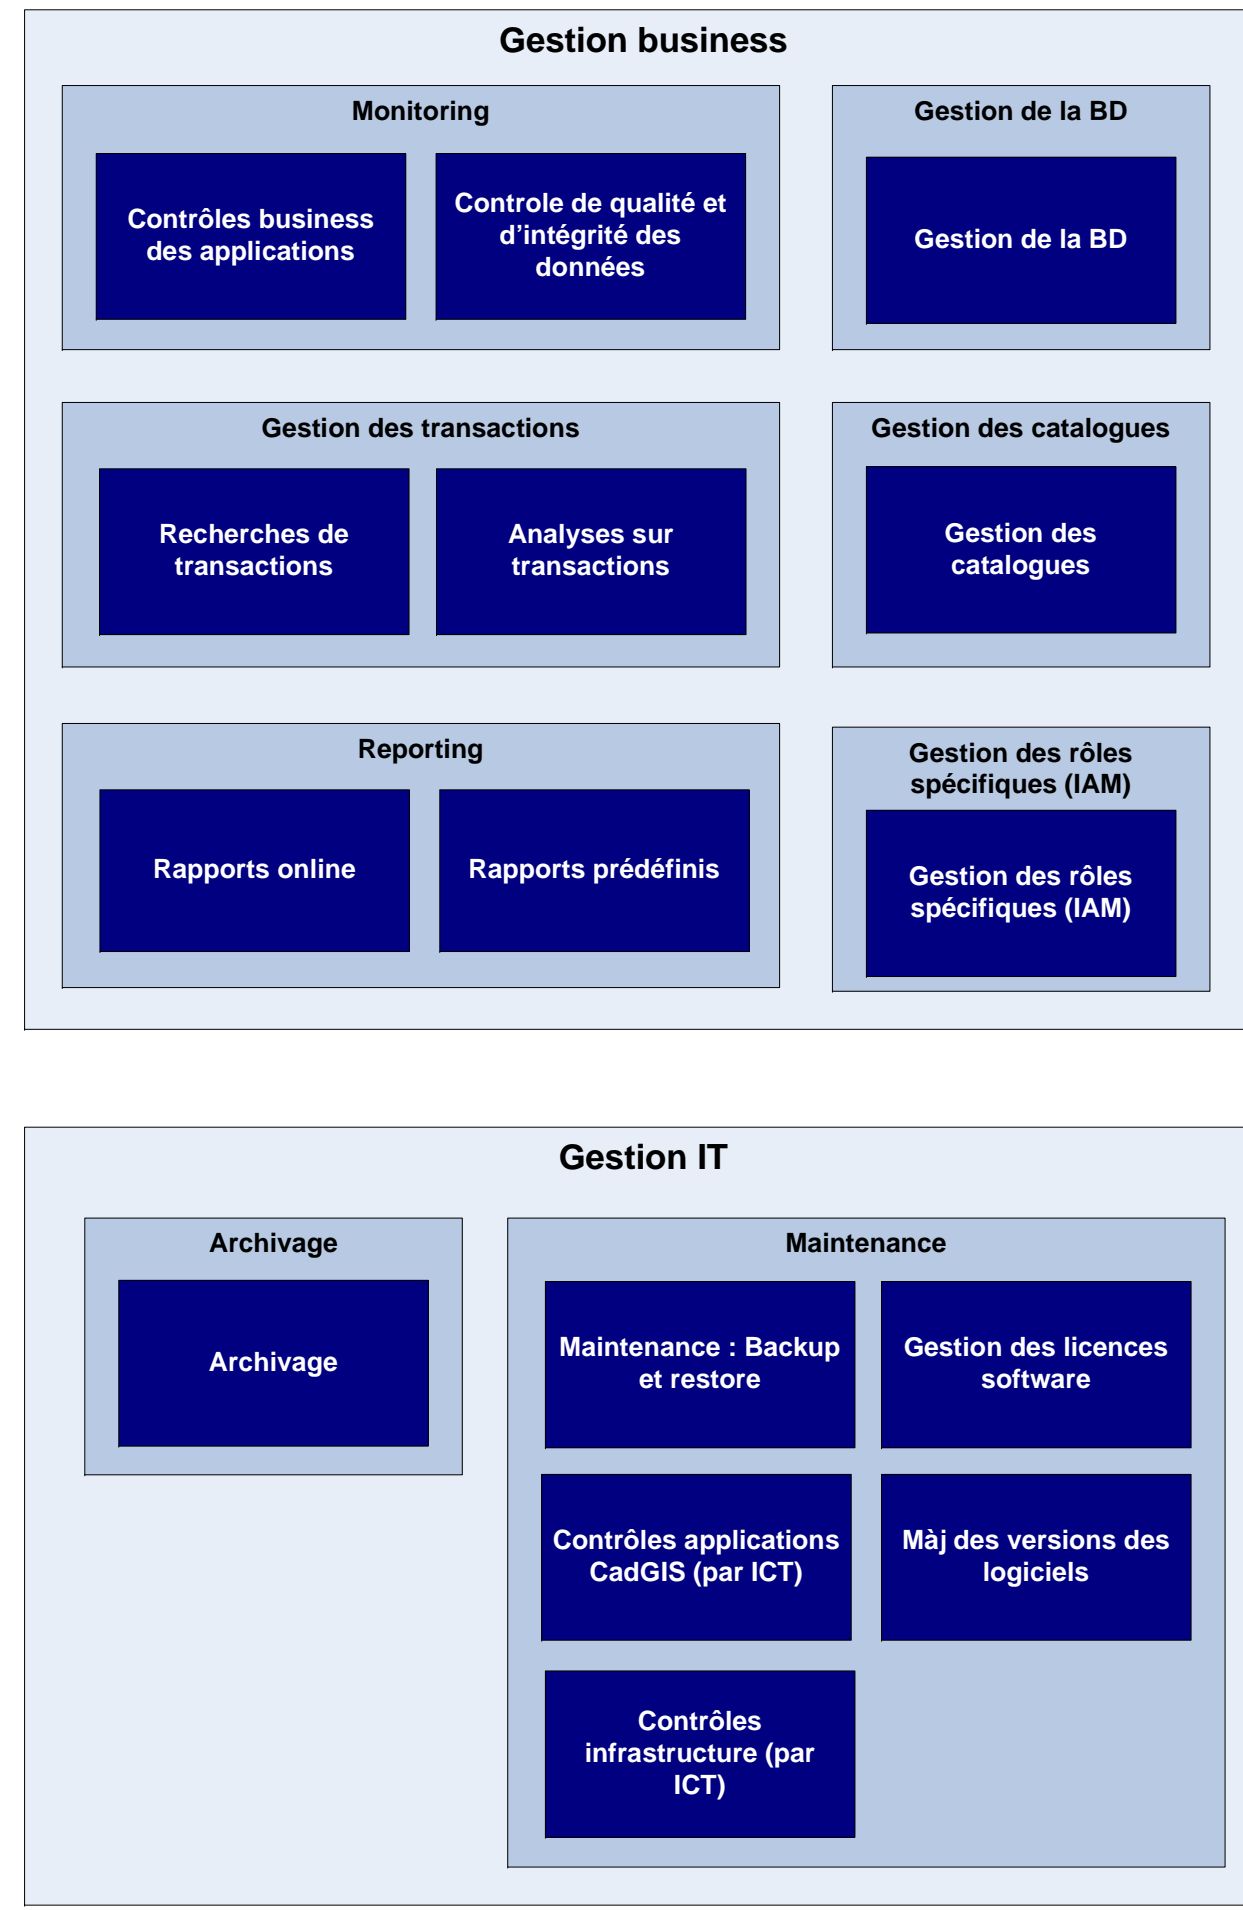 Gestion business
Monitoring
Contrôles business
des applications
Controle de qualité et
d’intégrité des
données
Gestion de la BD
Gestion de la BD
Gestion des transactions
Recherches de
transactions
Analyses sur
transactions
Gestion des catalogues
Gestion des
catalogues
Reporting
Rapports online
Rapports prédéfinis
Gestion des rôles
spécifiques (IAM)
Gestion des rôles
spécifiques (IAM)
Gestion IT
Archivage
Archivage
Maintenance
Maintenance : Backup
et restore
Gestion des licences
software
Contrôles applications
CadGIS (par ICT)
Màj des versions des
logiciels
Contrôles
infrastructure (par
ICT)